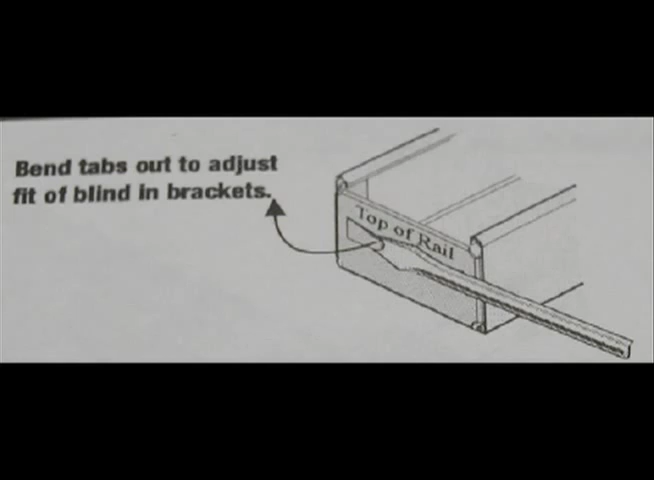 Bend tabs out to adjust
fit of blind in brackets.
Top of Rail